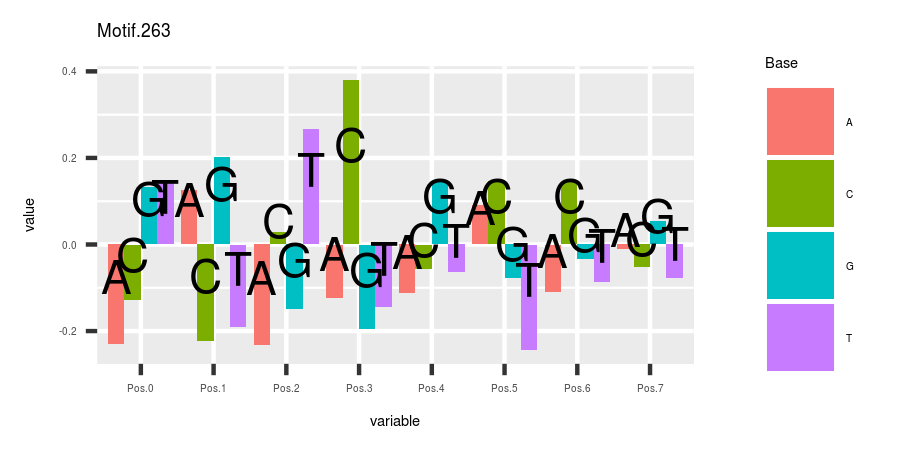 Motif.263
Base
0.4
A
0.2
C
value
0.0
G
-0.2
T
A C G T A C G T A C G T A C G T A C G T A C G T A C G T A C G T
Pos.0 Pos.1 Pos.2 Pos.3 Pos.4 Pos.5 Pos.6 Pos.7
variable